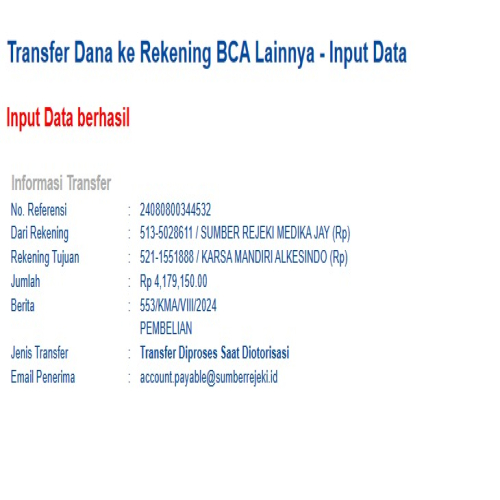 Transfer Dana ke Rekening BCA Lainnya - Input Data
Input Data berhasil
Informasi Transfer
No. Referensi : 24080800344532
Dari Rekening : 513-5028611 / SUMBER REJEKI MEDIKA JAY (Rp)
Rekening Tujuan : 521-1551888 / KARSA MANDIRI ALKESINDO (Rp)
Jumlah : Rp 4,179,150.00
Berita : 553/KMA/VIII/2024
PEMBELIAN
Jenis Transfer : Transfer Diproses Saat Diotorisasi
Email Penerima : account.payable@sumberrejeki.id